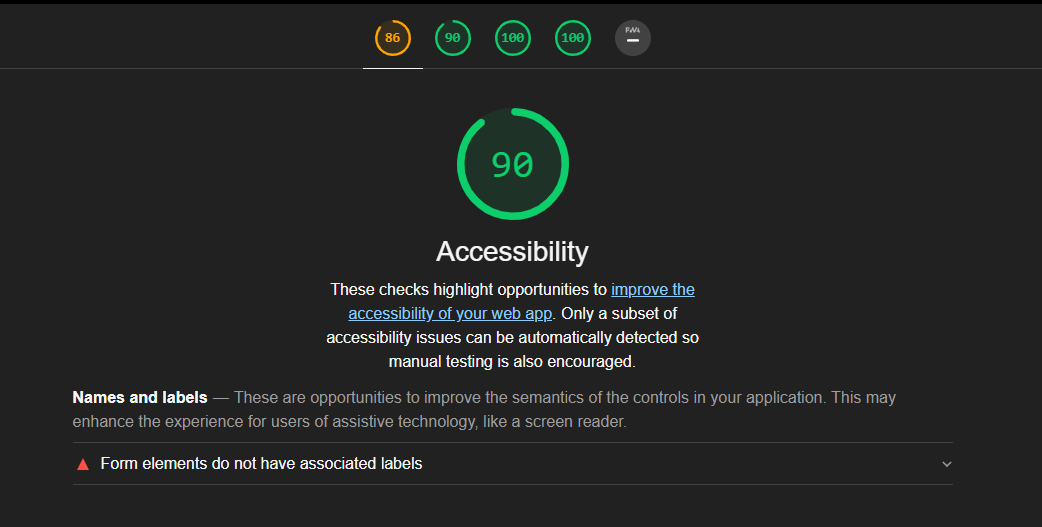 86 90 100 100 PWA
90
Accessibility
These checks highlight opportunities to improve the
accessibility of your web app. Only a subset of
accessibility issues can be automatically detected so
manual testing is also encouraged.
Names and labels — These are opportunities to improve the semantics of the controls in your application. This may
enhance the experience for users of assistive technology, like a screen reader.
Form elements do not have associated labels